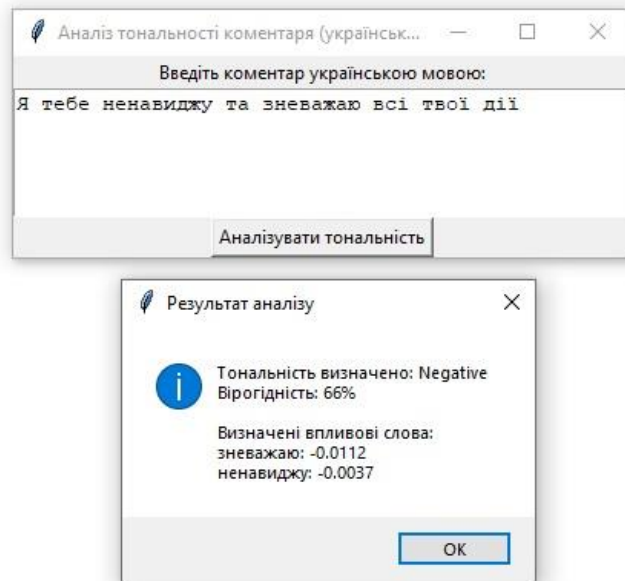 Аналіз тональності коментаря (українськ...
Введіть коментар українською мовою:
Я тебе ненавиджу та зневажаю всі твої дії
Аналізувати тональність
Результат аналізу
Тональність визначено: Negative
Вірогідність: 66%
Визначені впливові слова:
зневажаю: -0.0112
ненавиджу: -0.0037
OK